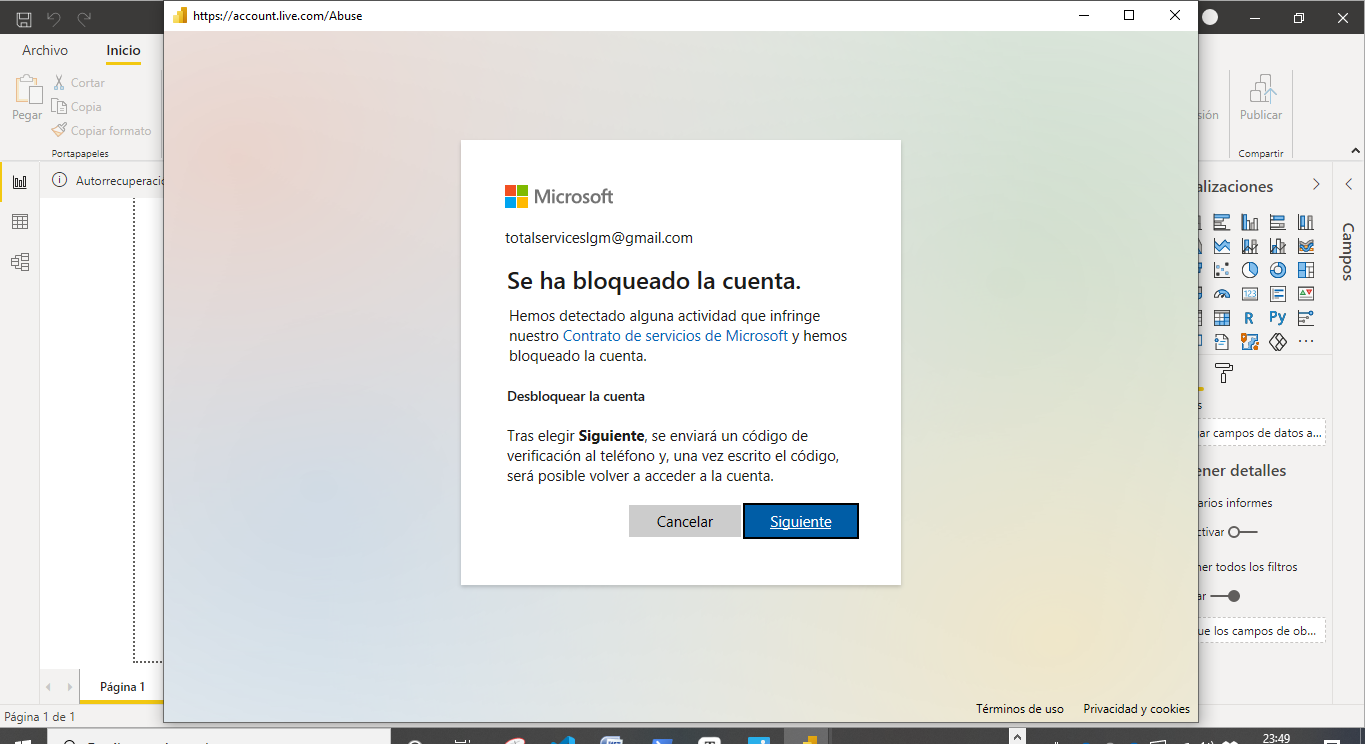 https://account.live.com/Abuse
Archivo
Inicio
Pegar
Cortar
Copia
Copiar formato
Portapapeles
Publicar
Compartir
Microsoft
totalserviceslgm@gmail.com
Se ha bloqueado la cuenta.
Hemos detectado alguna actividad que infringe
nuestro Contrato de servicios de Microsoft y hemos
bloqueado la cuenta.
Desbloquear la cuenta
Tras elegir Siguiente, se enviará un código de
verificación al teléfono y, una vez escrito el código,
será posible volver a acceder a la cuenta.
Cancelar
Siguiente
Términos de uso
Privacidad y cookies
Autorrecuperació
alizaciones
Campos
123
R
Py
ar campos de datos a...
ner detalles
arios informes
ctivar
ner todos los filtros
ar
ue los campos de ob...
Página 1
Página 1 de 1
23:49